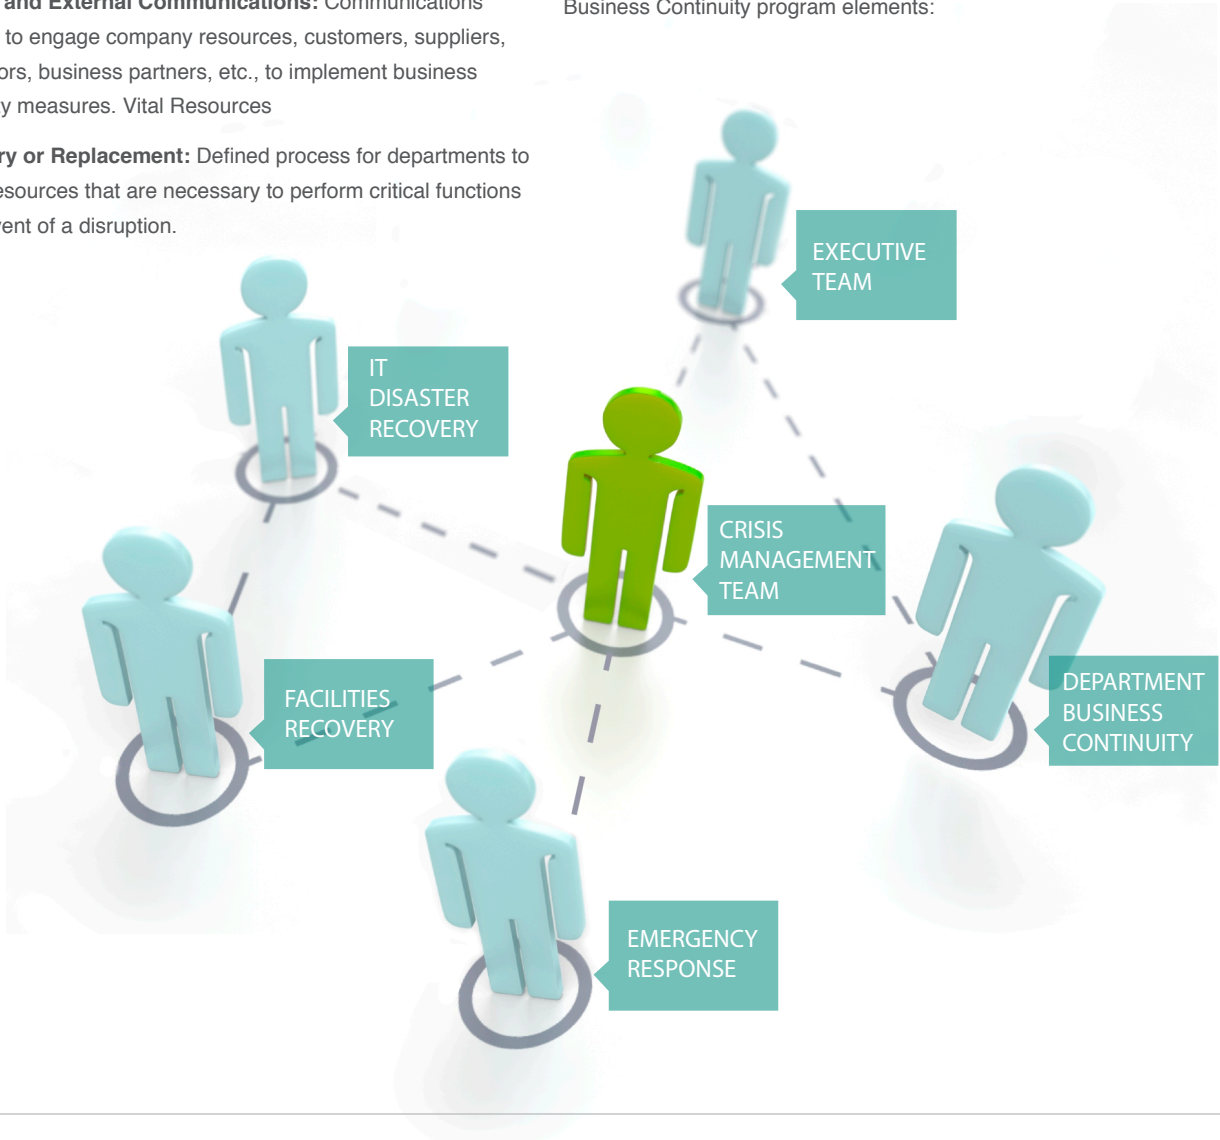 and External Communications: Communications
to engage company resources, customers, suppliers,
ors, business partners, etc., to implement business
y measures. Vital Resources
ry or Replacement: Defined process for departments to
esources that are necessary to perform critical functions
vent of a disruption.
Business Continuity program elements:
EXECUTIVE
TEAM
IT
DISASTER
RECOVERY
CRISIS
MANAGEMENT
TEAM
FACILITIES
RECOVERY
DEPARTMENT
BUSINESS
CONTINUITY
EMERGENCY
RESPONSE